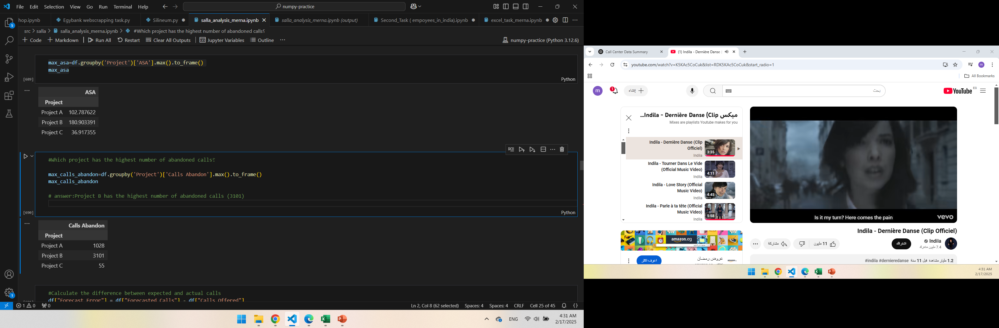 File Edit Selection View Go Run Terminal Help
numpy-practice
hop.ipynb
Egybank webscrapping task.py
Silineum.py
salla_analysis_merna.ipynb
salla_analysis_merna.ipynb (output)
Second_Task ( empoyees_in_india).ipynb
excel_task_merna.ipynb
src > salla > salla_analysis_merna.ipynb > #Which project has the highest number of abandoned calls؟
Code Markdown Run All Restart Clear All Outputs Jupyter Variables Outline
numpy-practice (Python 3.12.6)
max_asa=df.groupby('Project')['ASA'].max().to_frame()
max_asa
[689]
Python
ASA
Project
Project A 102.787622
Project B 180.903391
Project C 36.917355
#Which project has the highest number of abandoned calls؟
max_calls_abandon=df.groupby('Project')['Calls Abandon'].max().to_frame()
max_calls_abandon
# answer:Project B has the highest number of abandoned calls (3101)
[690]
Python
Calls Abandon
Project
Project A 1028
Project B 3101
Project C 55
#Calculate the difference between expected and actual calls
df["Forecast Error"] = df["Forecasted Calls"] - df["Calls Offered"]
5
1
1 0 0
Ln 2, Col 8 (62 selected) Spaces: 4 Spaces: 4 CRLF Cell 25 of 45
ENG
4:31 AM
2/17/2025
Call Center Data Summary
(1) Indila - Dernière Danse (
youtube.com/watch?v=K5KAc5CoCuk&list=RDK5KAc5CoCuk&start_radio=1
m
All Bookmarks
m
1
إنشاء
بحث
YouTube EG
ميكس Indila - Dernière Danse (Clip...
Mixes are playlists Youtube makes for you
Indila - Dernière Danse (Clip Officiel)
Indila
3:35
Indila - Tourner Dans Le Vide (Official Music Video)
Indila
4:11
Indila - Love Story (Official Music Video)
Indila
4:45
Indila - Parle à ta tête (Official Music Video)
Indila
5:58
Is it my turn? Here comes the pain
vevo
Indila - Dernière Danse (Clip Officiel)
Indila
7.4 مليون مشترك
اشتراك
11 مليون
مشاركة
1.2 مليار مشاهدة قبل 11 سنة #indila #dernieredanse
amazon.eg
عروض رمضان
اعرف اكثر
amazon
4:31 AM
2/17/2025